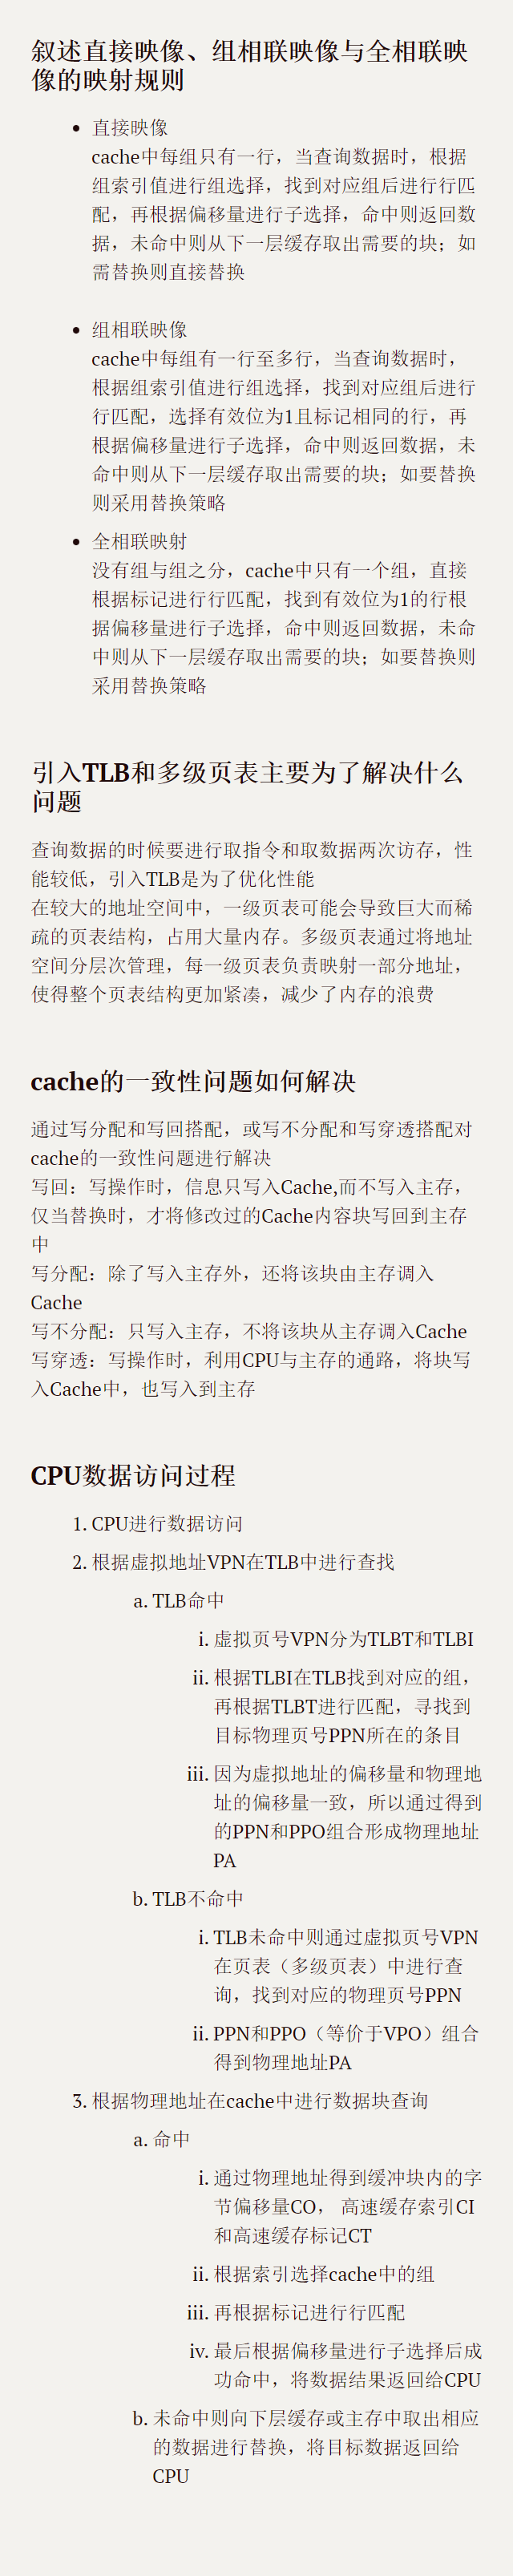 叙述直接映像、组相联映像与全相联映
像的映射规则
• 直接映像
cache中每组只有一行，当查询数据时，根据
组索引值进行组选择，找到对应组后进行行匹
配，再根据偏移量进行子选择，命中则返回数
据，未命中则从下一层缓存取出需要的块；如
需替换则直接替换
• 组相联映像
cache中每组有一行至多行，当查询数据时，
根据组索引值进行组选择，找到对应组后进行
行匹配，选择有效位为1且标记相同的行，再
根据偏移量进行子选择，命中则返回数据，未
命中则从下一层缓存取出需要的块；如要替换
则采用替换策略
• 全相联映射
没有组与组之分，cache中只有一个组，直接
根据标记进行行匹配，找到有效位为1的行根
据偏移量进行子选择，命中则返回数据，未命
中则从下一层缓存取出需要的块；如要替换则
采用替换策略
引入TLB和多级页表主要为了解决什么
问题
查询数据的时候要进行取指令和取数据两次访存，性
能较低，引入TLB是为了优化性能
在较大的地址空间中，一级页表可能会导致巨大而稀
疏的页表结构，占用大量内存。多级页表通过将地址
空间分层次管理，每一级页表负责映射一部分地址，
使得整个页表结构更加紧凑，减少了内存的浪费
cache的一致性问题如何解决
通过写分配和写回搭配，或写不分配和写穿透搭配对
cache的一致性问题进行解决
写回：写操作时，信息只写入Cache,而不写入主存，
仅当替换时，才将修改过的Cache内容块写回到主存
中
写分配：除了写入主存外，还将该块由主存调入
Cache
写不分配：只写入主存，不将该块从主存调入Cache
写穿透：写操作时，利用CPU与主存的通路，将块写
入Cache中，也写入到主存
CPU数据访问过程
1. CPU进行数据访问
2. 根据虚拟地址VPN在TLB中进行查找
a. TLB命中
i. 虚拟页号VPN分为TLBT和TLBI
ii. 根据TLBI在TLB找到对应的组，
再根据TLBT进行匹配，寻找到
目标物理页号PPN所在的条目
iii. 因为虚拟地址的偏移量和物理地
址的偏移量一致，所以通过得到
的PPN和PPO组合形成物理地址
PA
b. TLB不命中
i. TLB未命中则通过虚拟页号VPN
在页表（多级页表）中进行查
询，找到对应的物理页号PPN
ii. PPN和PPO（等价于VPO）组合
得到物理地址PA
3. 根据物理地址在cache中进行数据块查询
a. 命中
i. 通过物理地址得到缓冲块内的字
节偏移量CO， 高速缓存索引CI
和高速缓存标记CT
ii. 根据索引选择cache中的组
iii. 再根据标记进行行匹配
iv. 最后根据偏移量进行子选择后成
功命中，将数据结果返回给CPU
b. 未命中则向下层缓存或主存中取出相应
的数据进行替换，将目标数据返回给
CPU